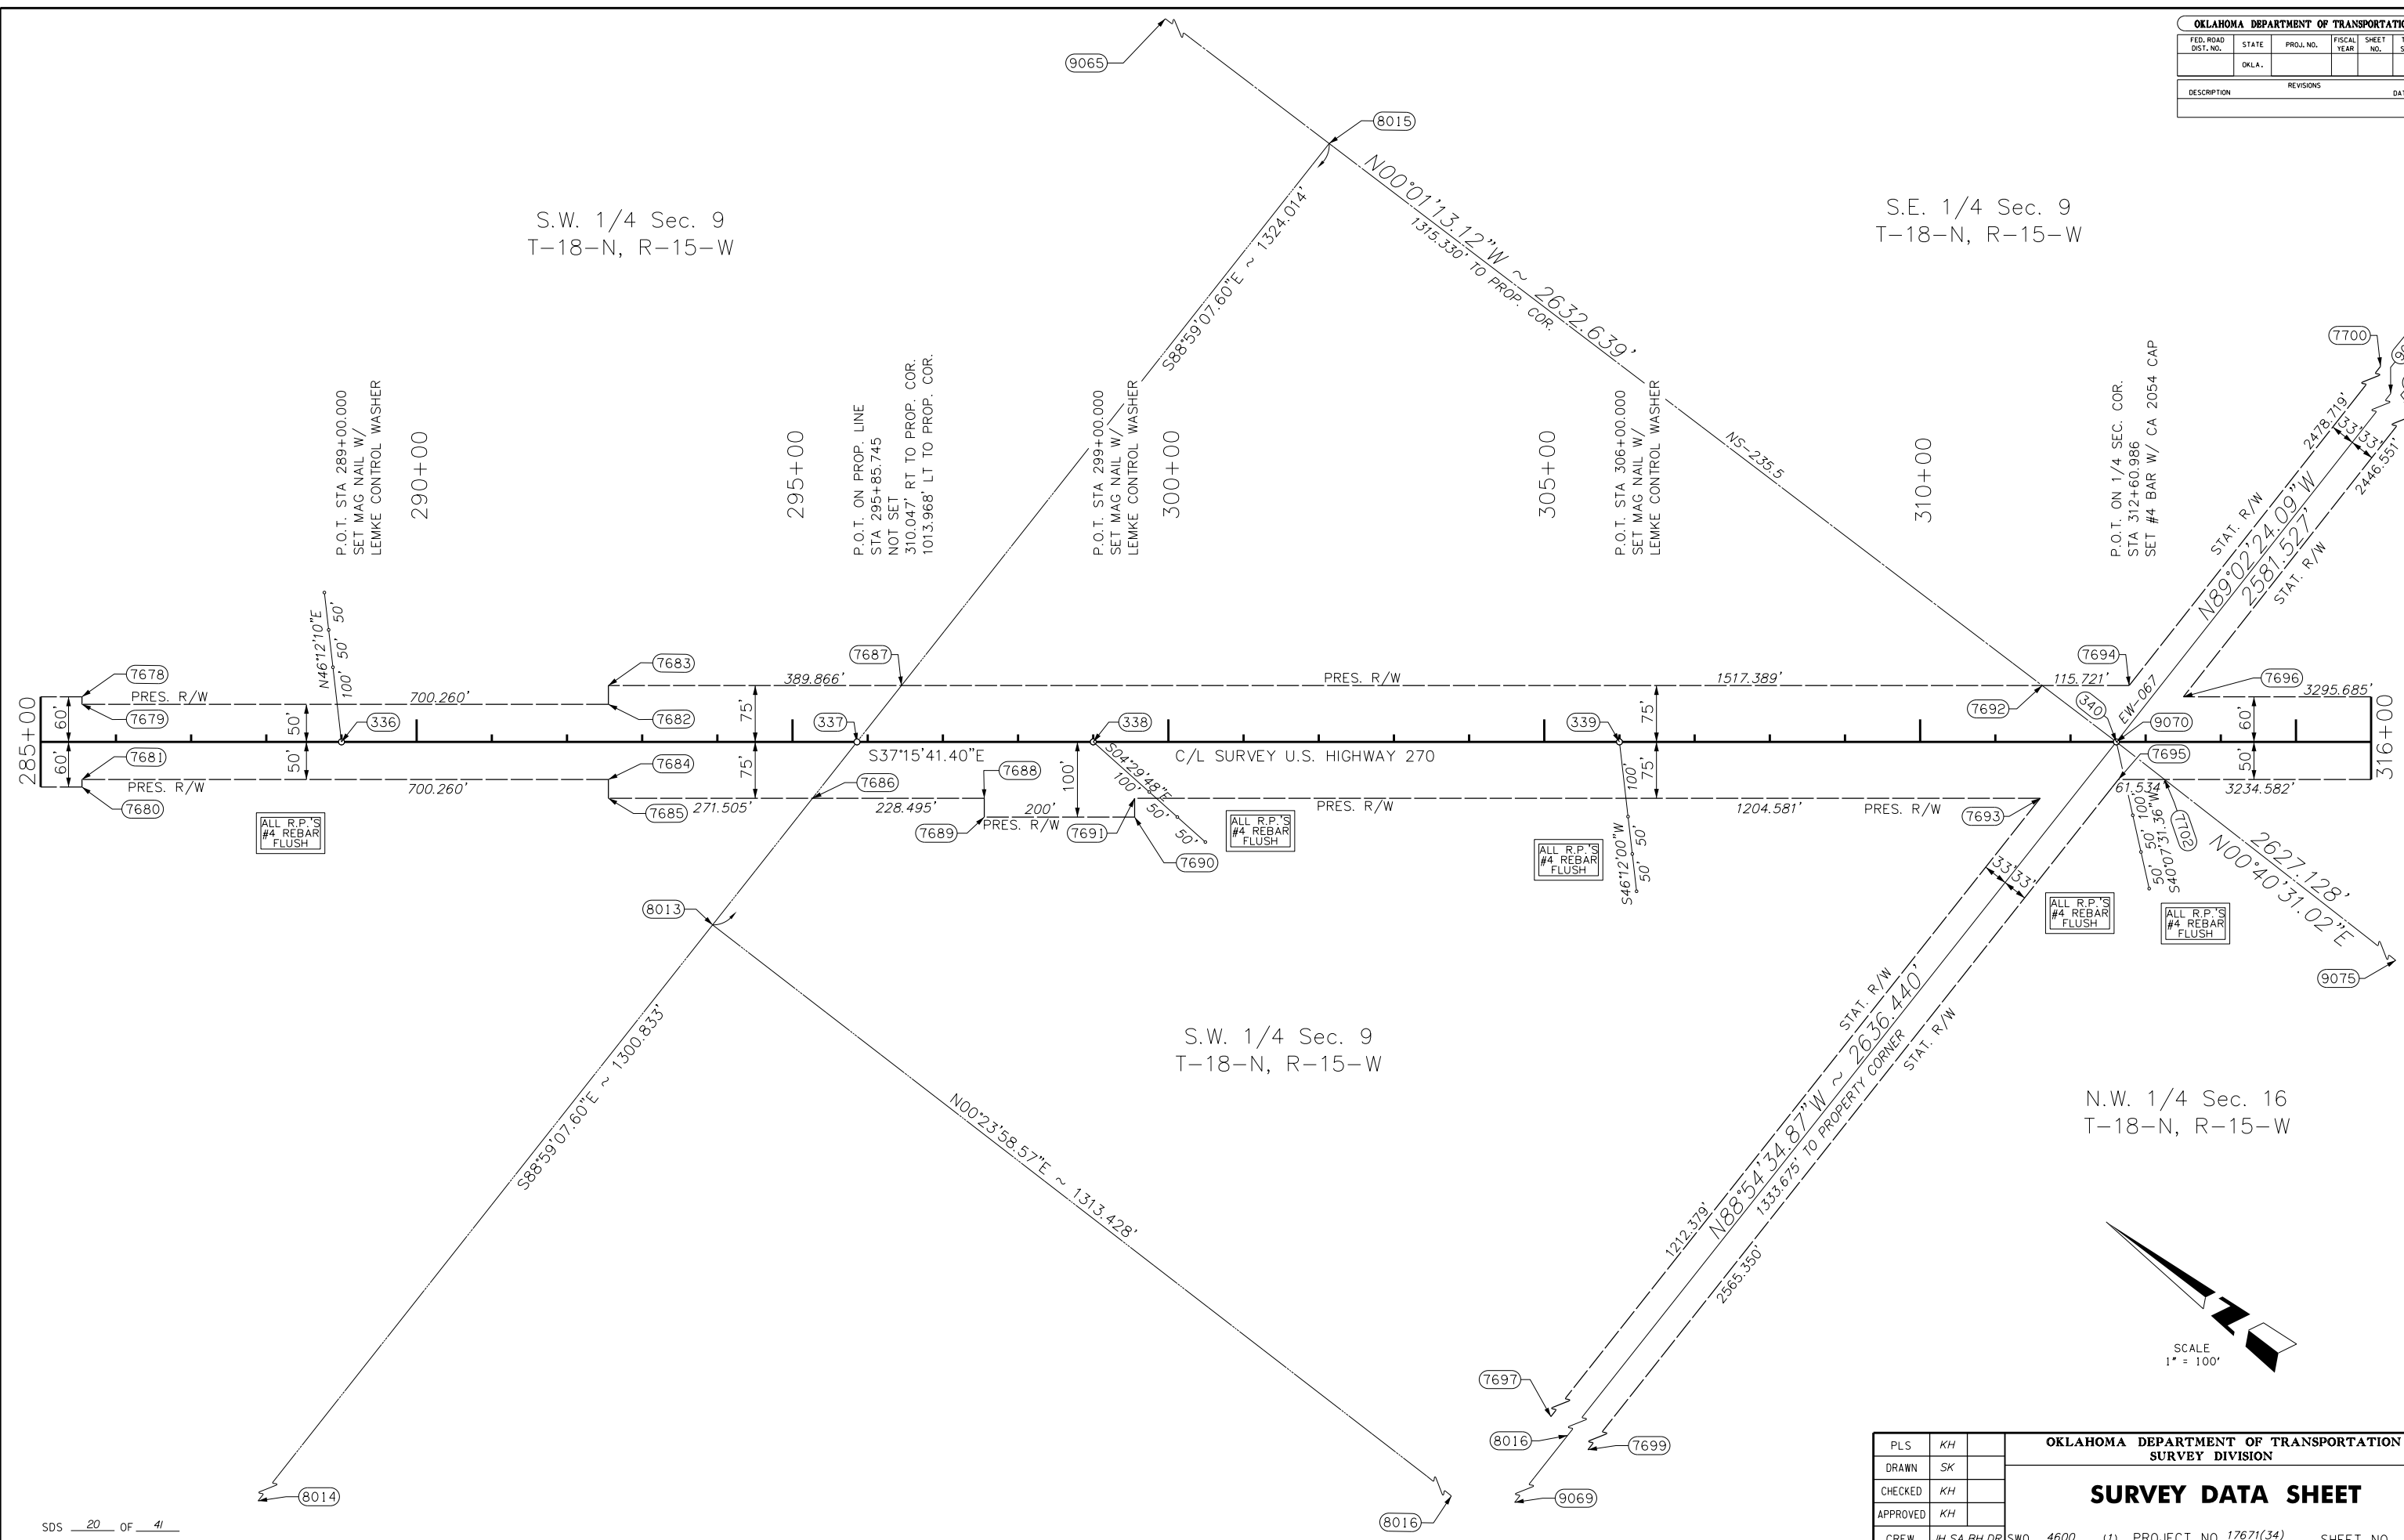 OKLAHOMA DEPARTMENT OF
FED. ROAD DIST. NO.
STATE
PROJ. NO.
FISCAL YEAR
SHEET NO.
OKLA.
REVISIONS
DESCRIPTION
9065
8015
S.W. 1/4 Sec. 9
T-18-N, R-15-W
S.E. 1/4 Sec. 9
T-18-N, R-15-W
N00°01'13.12"W ~ 2632.639'
1315.330' TO PROP. COR.
S88°59'07.60"E ~ 1324.014'
NS-235.5
7700
P.O.T. STA 289+00.000
SET MAG NAIL W/
LEMKE CONTROL WASHER
290+00
295+00
P.O.T. ON PROP. LINE
STA 295+85.745
NOT SET
310.047' RT TO PROP. COR.
1013.968' LT TO PROP. COR.
P.O.T. STA 299+00.000
SET MAG NAIL W/
LEMKE CONTROL WASHER
300+00
305+00
P.O.T. STA 306+00.000
SET MAG NAIL W/
LEMKE CONTROL WASHER
310+00
P.O.T. ON 1/4 SEC. COR.
STA 312+60.986
SET #4 BAR W/ CA 2054 CAP
2478.719'
33' 33'
2446.551'
STAT. R/W
N89°02'24.09"W
2581.527'
STAT. R/W
N46°12'10"E
100' 50' 50'
7678
PRES. R/W
7679
700.260'
7683
7682
389.866'
7687
PRES. R/W
1517.389'
115.721'
7694
7696
3295.685'
7692
340
EW-067
9070
285+00
60'
60'
50'
50'
336
75'
75'
337
S37°15'41.40"E
338
C/L SURVEY U.S. HIGHWAY 270
339
75'
75'
60'
50'
316+00
7681
PRES. R/W
7680
700.260'
7684
7685
271.505'
7686
228.495'
7688
7689
200'
PRES. R/W
100'
7691
7690
S04°29'48"E
100' 50' 50'
PRES. R/W
1204.581'
PRES. R/W
7693
7695
61.534'
3234.582'
7702
S46°12'00"W
100' 50' 50'
S40°07'31.36"W
100' 50' 50'
ALL R.P.'S
#4 REBAR
FLUSH
ALL R.P.'S
#4 REBAR
FLUSH
ALL R.P.'S
#4 REBAR
FLUSH
ALL R.P.'S
#4 REBAR
FLUSH
ALL R.P.'S
#4 REBAR
FLUSH
2627.128'
N00°40'31.02"E
9075
8013
33' 33'
S88°59'07.60"E ~ 1300.833'
N00°23'58.57"E ~ 1313.428'
S.W. 1/4 Sec. 9
T-18-N, R-15-W
STAT. R/W
N88°54'34.87"W ~ 2636.440'
1333.675' TO PROPERTY CORNER
STAT. R/W
1212.379'
2565.350'
N.W. 1/4 Sec. 16
T-18-N, R-15-W
N
SCALE
1" = 100'
7697
8016
7699
9069
8014
8016
SDS 20 OF 41
PLS KH
DRAWN SK
CHECKED KH
APPROVED KH
OKLAHOMA DEPARTMENT OF TRANSPORTATION
SURVEY DIVISION
SURVEY DATA SHEET
CREW JH SA RH DR SWO 4600 (1) PROJECT NO. 17671(34) SHEET NO.